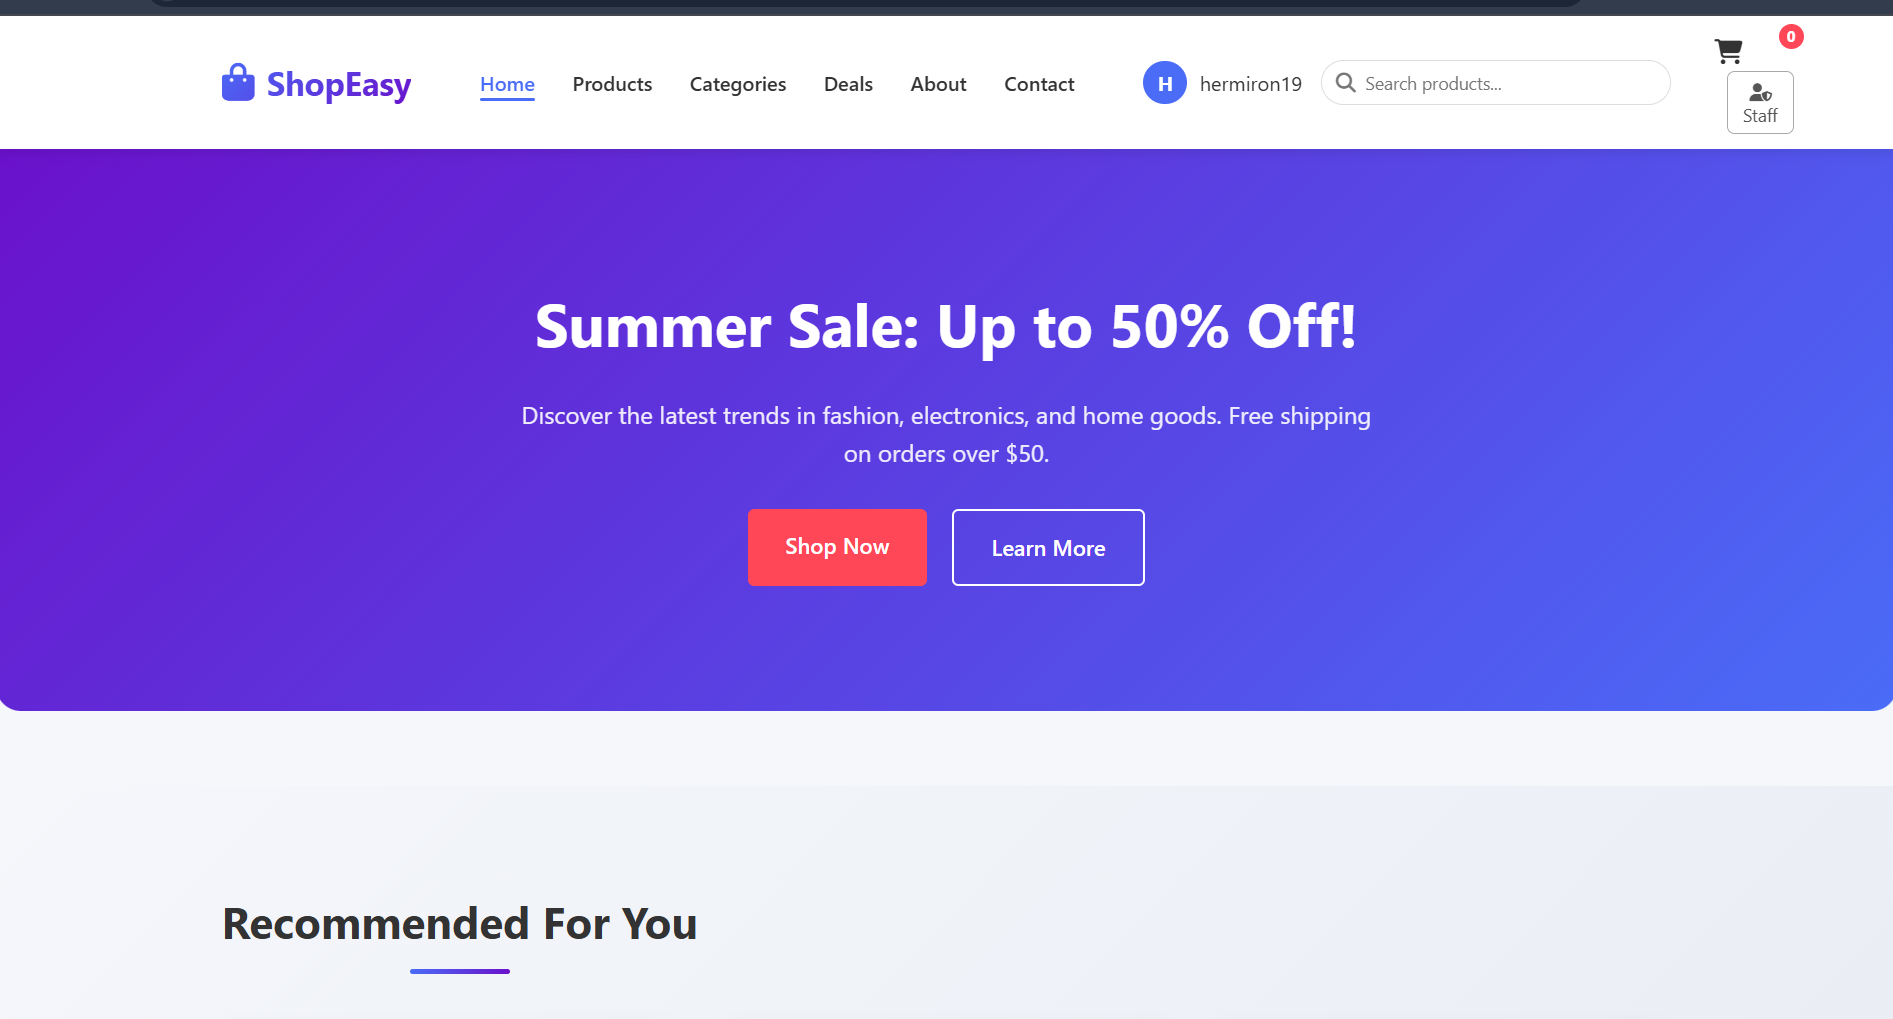 ShopEasy
Home
Products
Categories
Deals
About
Contact
H
hermiron19
Search products...
0
Staff
Summer Sale: Up to 50% Off!
Discover the latest trends in fashion, electronics, and home goods. Free shipping
on orders over $50.
Shop Now
Learn More
Recommended For You